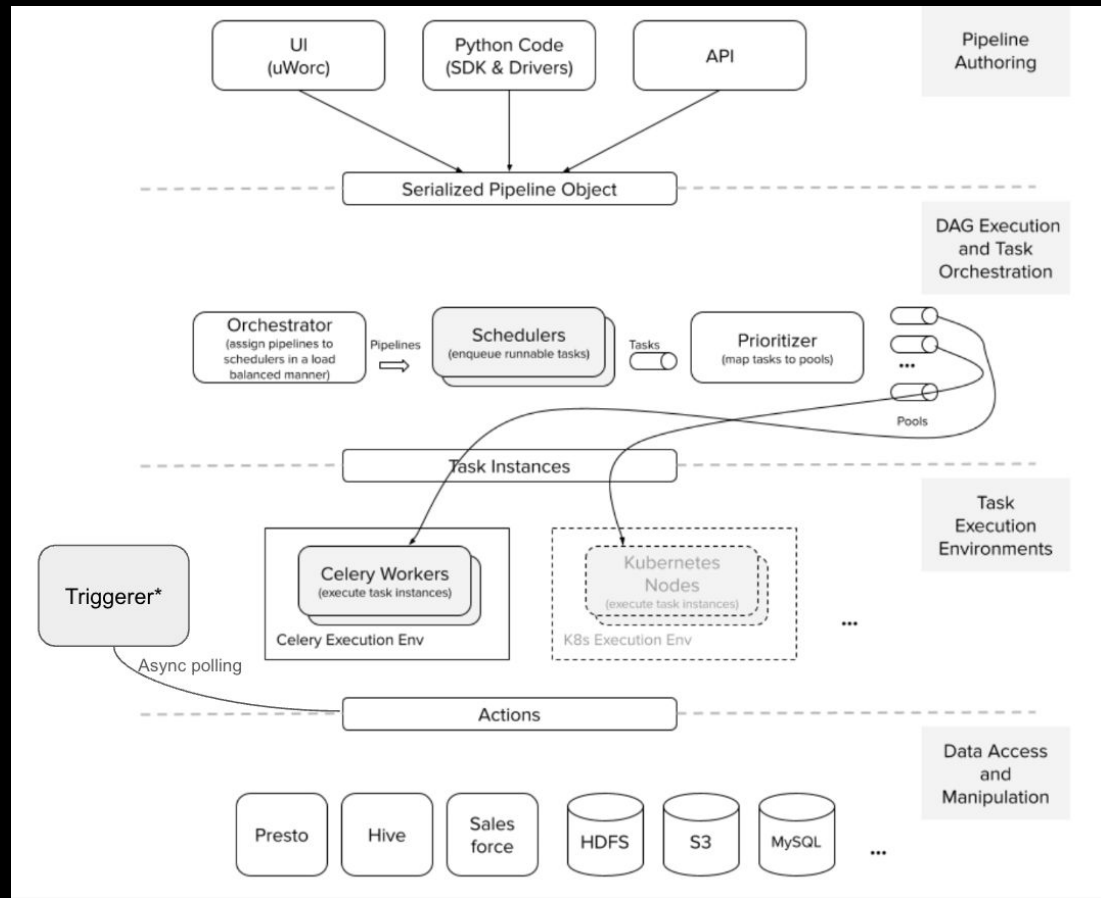 UI
(uWorc)
Python Code
(SDK & Drivers)
API
Pipeline
Authoring
Serialized Pipeline Object
DAG Execution
and Task
Orchestration
Orchestrator
(assign pipelines to
schedulers in a load
balanced manner)
Pipelines
Schedulers
(enqueue runnable tasks)
Tasks
Prioritizer
(map tasks to pools)
...
Pools
Task Instances
Task
Execution
Environments
Triggerer*
Async polling
Celery Workers
(execute task instances)
Celery Execution Env
Kubernetes
Nodes
(execute task instances)
K8s Execution Env
...
Actions
Data Access
and
Manipulation
Presto
Hive
Sales
force
HDFS
S3
MySQL
...